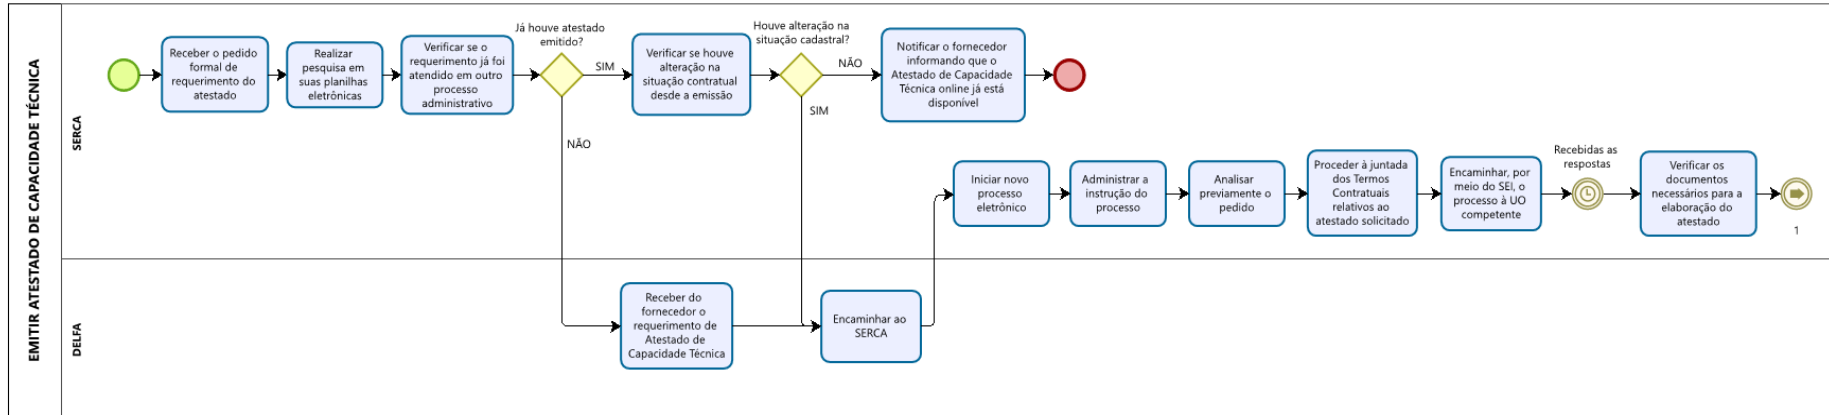 EMITIR ATESTADO DE CAPACIDADE TÉCNICA
SERCA
Receber o pedido
formal de
requerimento do
atestado
Realizar
pesquisa em
suas planilhas
eletrônicas
Verificar se o
requerimento já foi
atendido em outro
processo
administrativo
Já houve atestado
emitido?
SIM
NÃO
Verificar se houve
alteração na
situação contratual
desde a emissão
Houve alteração na
situação cadastral?
NÃO
SIM
Notificar o fornecedor
informando que o
Atestado de Capacidade
Técnica online já está
disponível
Iniciar novo
processo
eletrônico
Administrar a
instrução do
processo
Analisar
previamente o
pedido
Proceder à juntada
dos Termos
Contratuais
relativos ao
atestado solicitado
Encaminhar, por
meio do SEI, o
processo à UO
competente
Recebidas as
respostas
Verificar os
documentos
necessários para a
elaboração do
atestado
1
DELFA
Receber do
fornecedor o
requerimento de
Atestado de
Capacidade Técnica
Encaminhar ao
SERCA